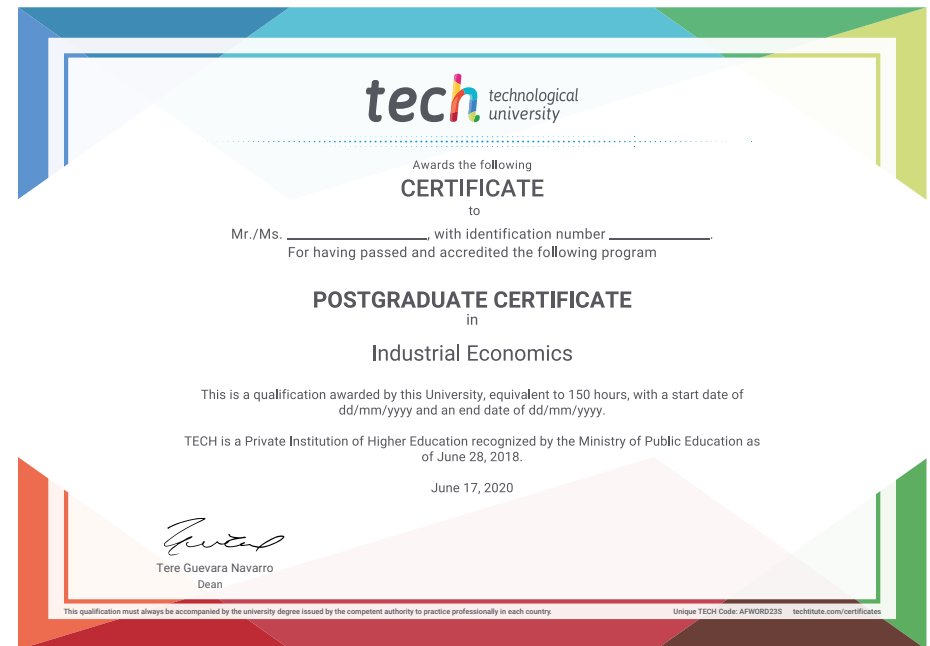 tech technological
university
Awards the following
CERTIFICATE
to
Mr./Ms. ____________________, with identification number ______________.
For having passed and accredited the following program
POSTGRADUATE CERTIFICATE
in
Industrial Economics
This is a qualification awarded by this University, equivalent to 150 hours, with a start date of
dd/mm/yyyy and an end date of dd/mm/yyyy.
TECH is a Private Institution of Higher Education recognized by the Ministry of Public Education as
of June 28, 2018.
June 17, 2020
Tere Guevara Navarro
Dean
This qualification must always be accompanied by the university degree issued by the competent authority to practice professionally in each country.
Unique TECH Code: AFWORD23S techtitute.com/certificates